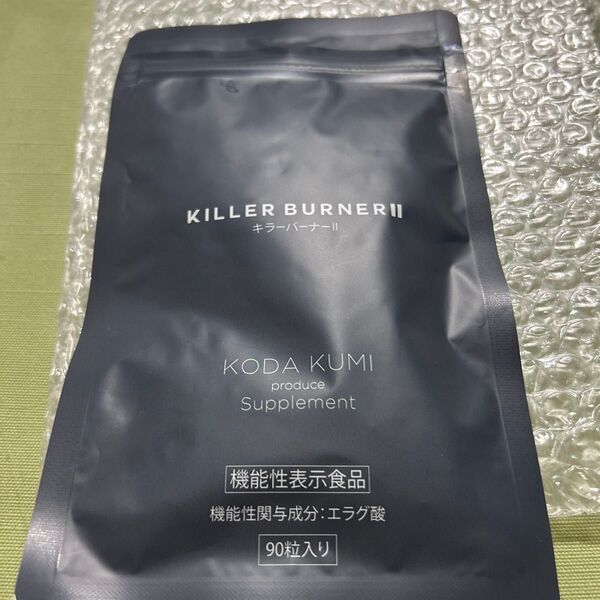 KILLER BURNER II
キラーバーナーII
KODA KUMI
produce
Supplement
機能性表示食品
機能性関与成分:エラグ酸
90粒入り